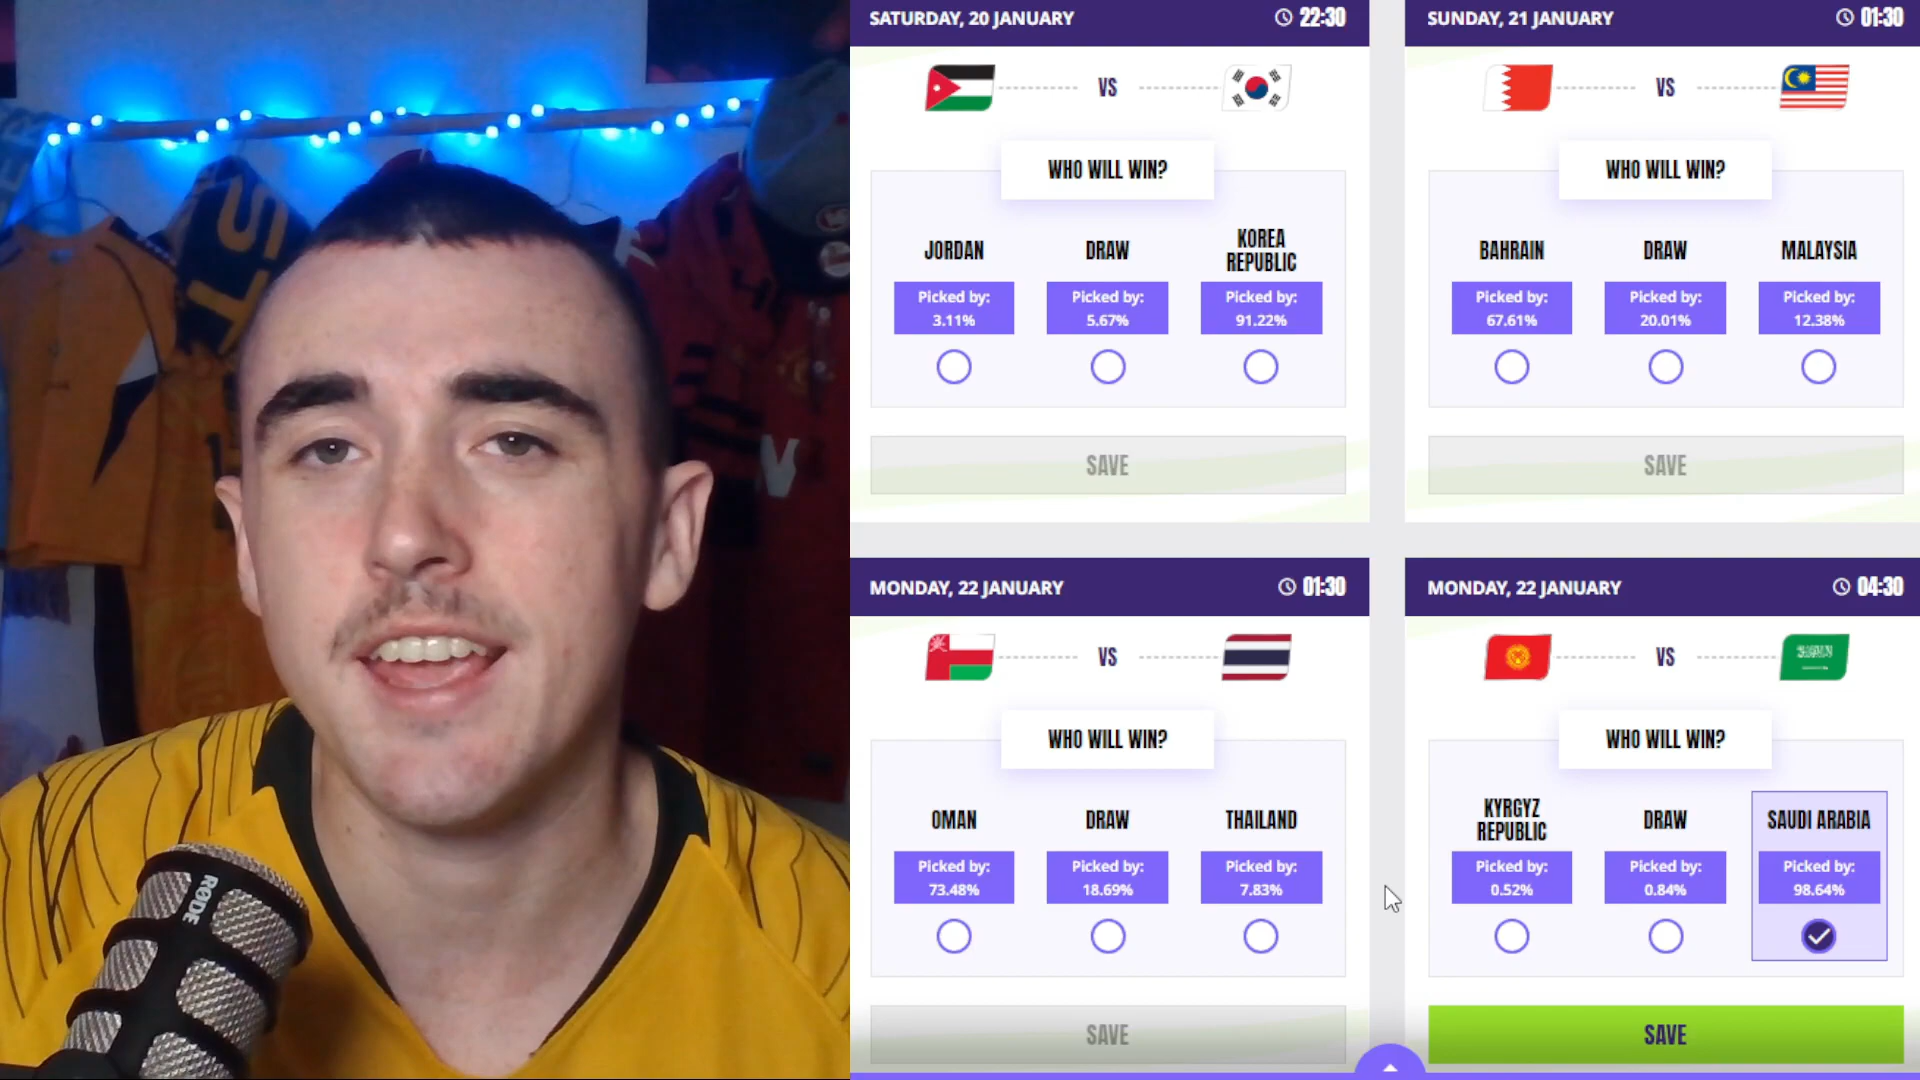 SATURDAY, 20 JANUARY 22:30
VS
WHO WILL WIN?
JORDAN
DRAW
KOREA
REPUBLIC
Picked by:
3.11%
Picked by:
5.67%
Picked by:
91.22%
SAVE
SUNDAY, 21 JANUARY 01:30
VS
WHO WILL WIN?
BAHRAIN
DRAW
MALAYSIA
Picked by:
67.61%
Picked by:
20.01%
Picked by:
12.38%
SAVE
MONDAY, 22 JANUARY 01:30
VS
WHO WILL WIN?
OMAN
DRAW
THAILAND
Picked by:
73.48%
Picked by:
18.69%
Picked by:
7.83%
SAVE
MONDAY, 22 JANUARY 04:30
VS
WHO WILL WIN?
KYRGYZ
REPUBLIC
DRAW
SAUDI ARABIA
Picked by:
0.52%
Picked by:
0.84%
Picked by:
98.64%
SAVE
RØDE